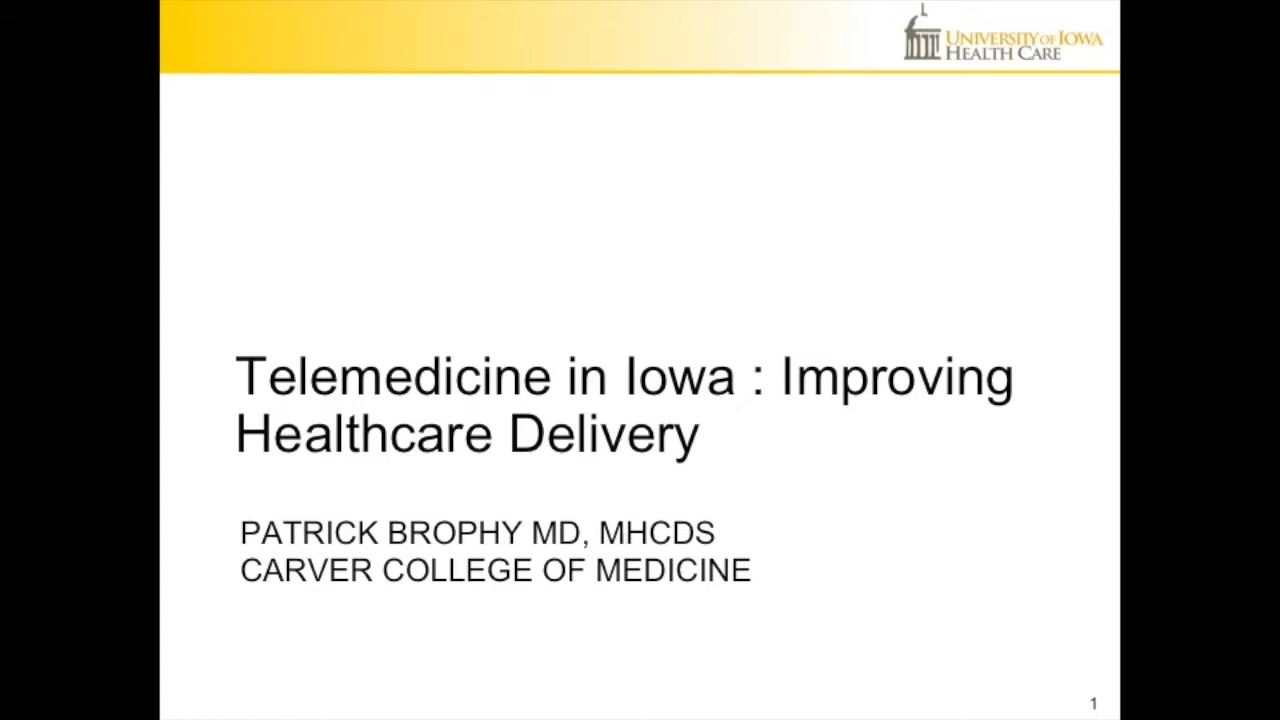 UNIVERSITY OF IOWA
HEALTH CARE
Telemedicine in Iowa : Improving
Healthcare Delivery
PATRICK BROPHY MD, MHCDS
CARVER COLLEGE OF MEDICINE
1